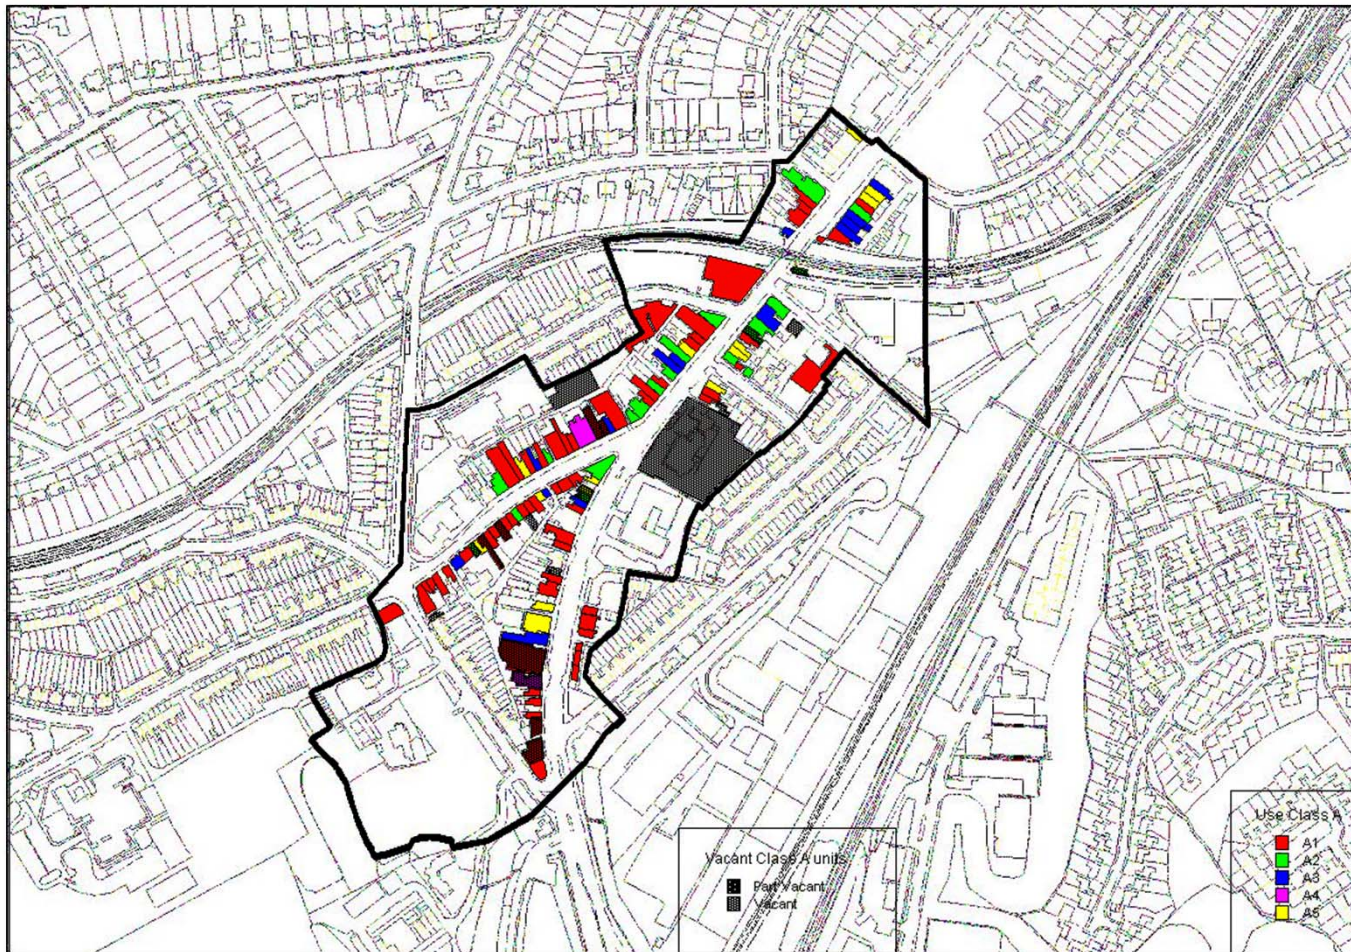 Vacant Class A units
Part Vacant
Vacant
Use Class A
A1
A2
A3
A4
A5